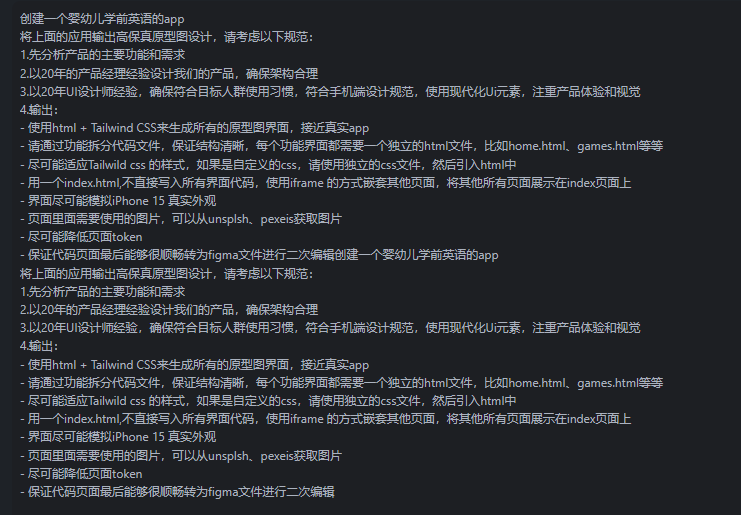 创建一个婴幼儿学前英语的app
将上面的应用输出高保真原型图设计，请考虑以下规范：
1.先分析产品的主要功能和需求
2.以20年的产品经理经验设计我们的产品，确保架构合理
3.以20年UI设计师经验，确保符合目标人群使用习惯，符合手机端设计规范，使用现代化Ui元素，注重产品体验和视觉
4.输出：
- 使用html + Tailwind CSS来生成所有的原型图界面，接近真实app
- 请通过功能拆分代码文件，保证结构清晰，每个功能界面都需要一个独立的html文件，比如home.html、games.html等等
- 尽可能适应Tailwild css 的样式，如果是自定义的css，请使用独立的css文件，然后引入html中
- 用一个index.html,不直接写入所有界面代码，使用iframe 的方式嵌套其他页面，将其他所有页面展示在index页面上
- 界面尽可能模拟iPhone 15 真实外观
- 页面里面需要使用的图片，可以从unsplsh、pexeis获取图片
- 尽可能降低页面token
- 保证代码页面最后能够很顺畅转为figma文件进行二次编辑创建一个婴幼儿学前英语的app
将上面的应用输出高保真原型图设计，请考虑以下规范：
1.先分析产品的主要功能和需求
2.以20年的产品经理经验设计我们的产品，确保架构合理
3.以20年UI设计师经验，确保符合目标人群使用习惯，符合手机端设计规范，使用现代化Ui元素，注重产品体验和视觉
4.输出：
- 使用html + Tailwind CSS来生成所有的原型图界面，接近真实app
- 请通过功能拆分代码文件，保证结构清晰，每个功能界面都需要一个独立的html文件，比如home.html、games.html等等
- 尽可能适应Tailwild css 的样式，如果是自定义的css，请使用独立的css文件，然后引入html中
- 用一个index.html,不直接写入所有界面代码，使用iframe 的方式嵌套其他页面，将其他所有页面展示在index页面上
- 界面尽可能模拟iPhone 15 真实外观
- 页面里面需要使用的图片，可以从unsplsh、pexeis获取图片
- 尽可能降低页面token
- 保证代码页面最后能够很顺畅转为figma文件进行二次编辑